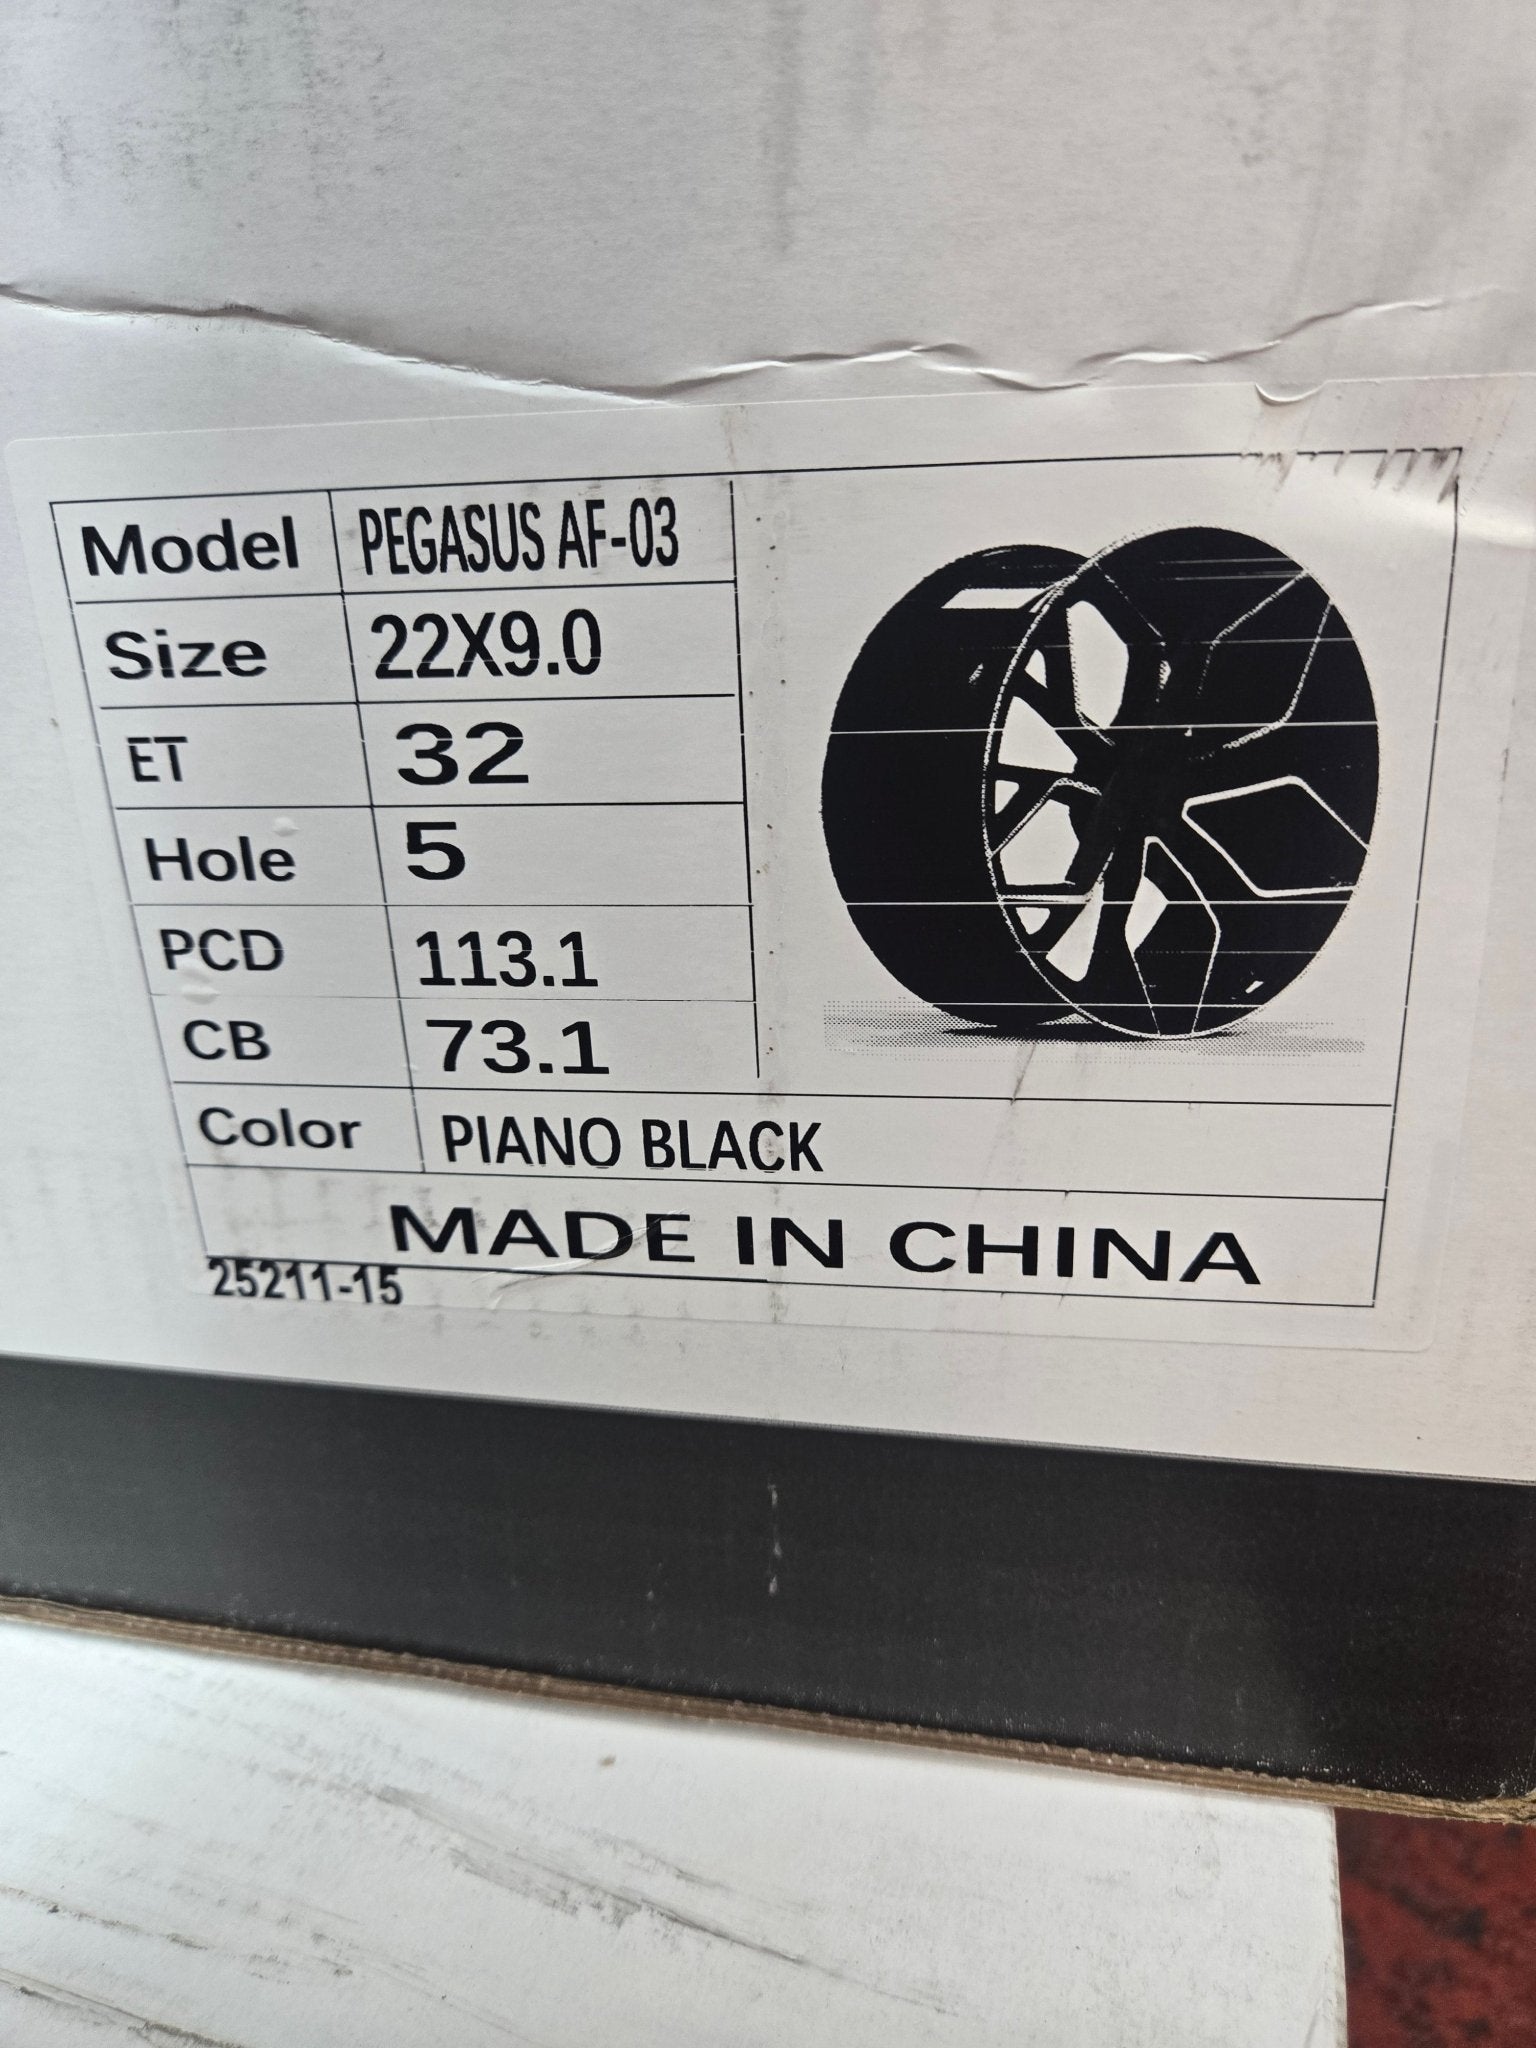 Model PEGASUS AF-03
Size 22X9.0
ET 32
Hole 5
PCD 113.1
CB 73.1
Color PIANO BLACK
MADE IN CHINA
25211-15